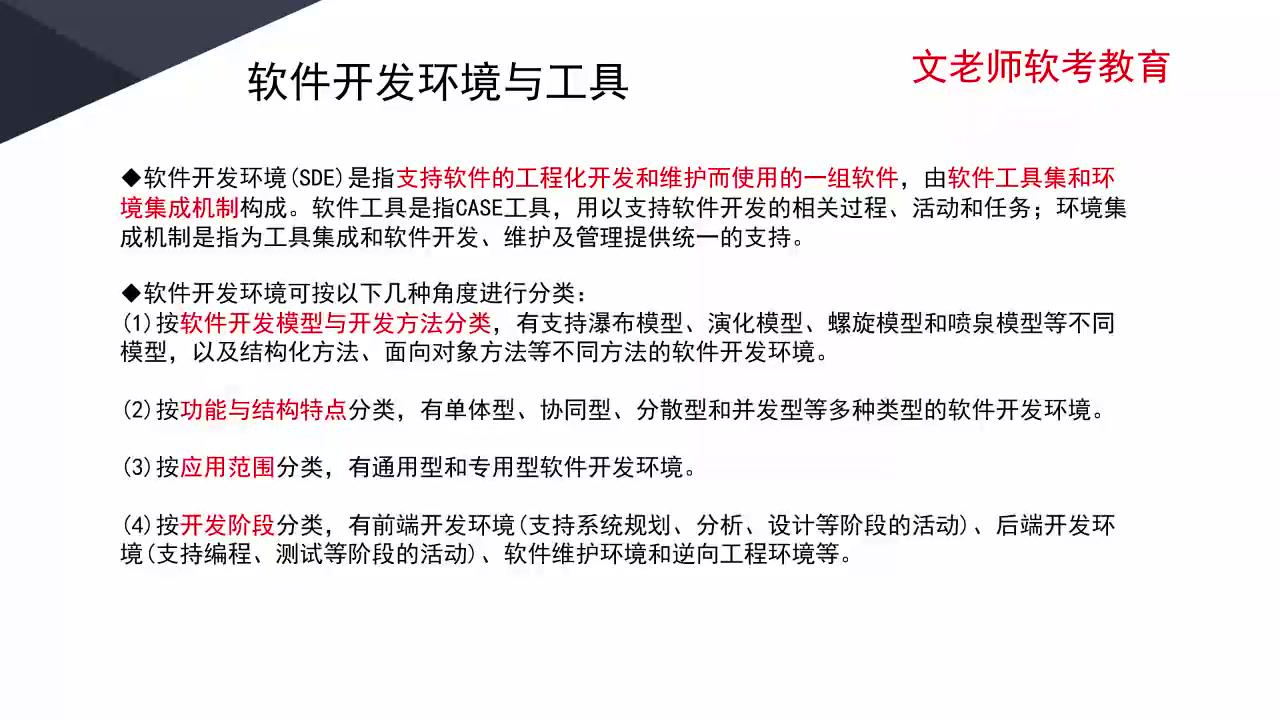 软件开发环境与工具
文老师软考教育
◆软件开发环境(SDE)是指支持软件的工程化开发和维护而使用的一组软件，由软件工具集和环
境集成机制构成。软件工具是指CASE工具，用以支持软件开发的相关过程、活动和任务；环境集
成机制是指为工具集成和软件开发、维护及管理提供统一的支持。
◆软件开发环境可按以下几种角度进行分类：
(1)按软件开发模型与开发方法分类，有支持瀑布模型、演化模型、螺旋模型和喷泉模型等不同
模型，以及结构化方法、面向对象方法等不同方法的软件开发环境。
(2)按功能与结构特点分类，有单体型、协同型、分散型和并发型等多种类型的软件开发环境。
(3)按应用范围分类，有通用型和专用型软件开发环境。
(4)按开发阶段分类，有前端开发环境(支持系统规划、分析、设计等阶段的活动)、后端开发环
境(支持编程、测试等阶段的活动)、软件维护环境和逆向工程环境等。